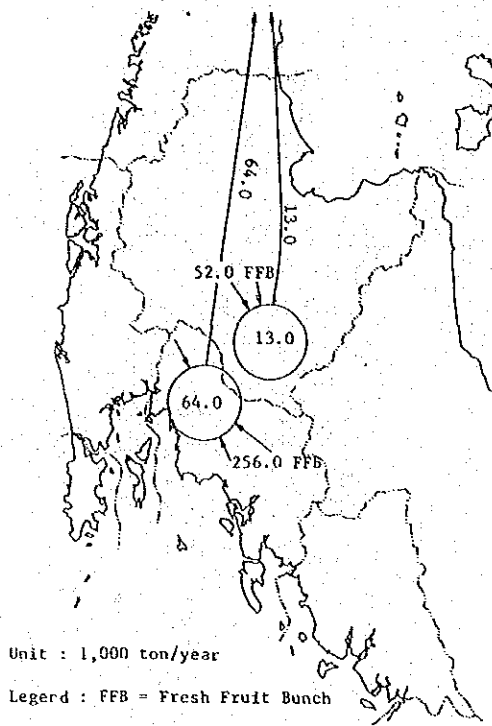 64.0
13.0
52.0 FFB
13.0
64.0
256.0 FFB
Unit : 1,000 ton/year
Legerd : FFB = Fresh Fruit Bunch